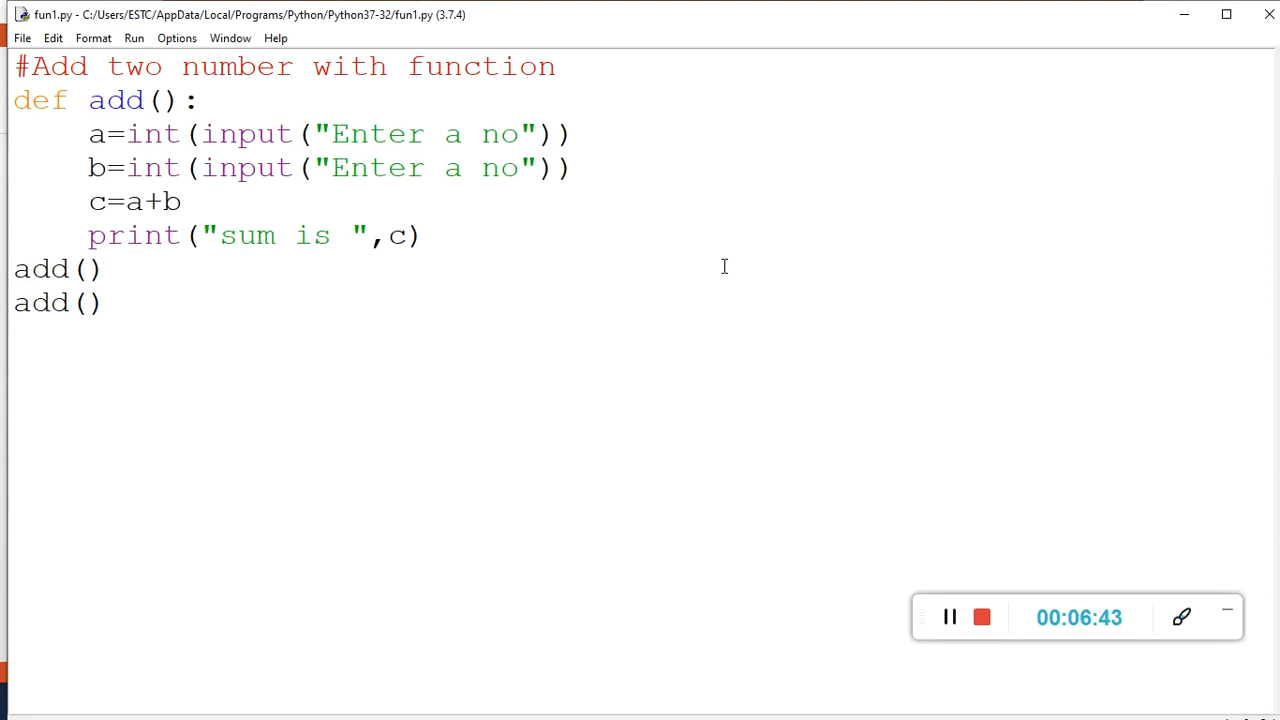 fun1.py - C:/Users/ESTC/AppData/Local/Programs/Python/Python37-32/fun1.py (3.7.4)
File Edit Format Run Options Window Help
#Add two number with function
def add():
    a=int(input("Enter a no"))
    b=int(input("Enter a no"))
    c=a+b
    print("sum is ",c)
add()
add()
00:06:43